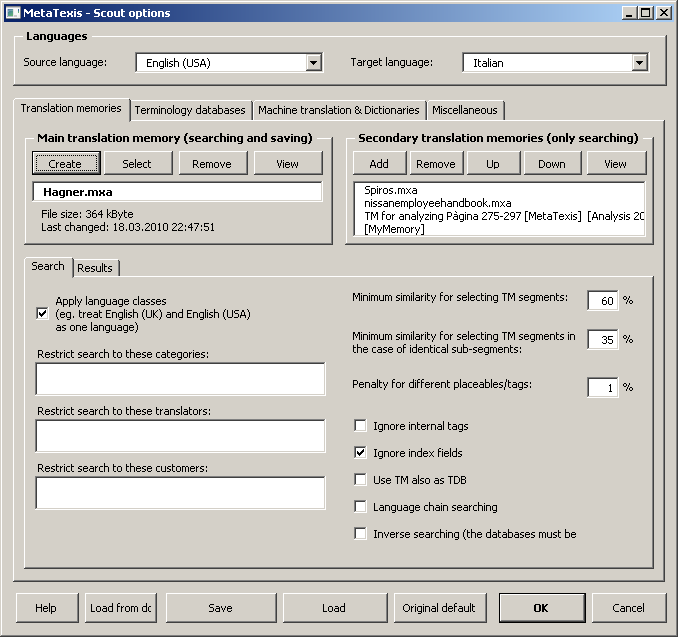 MetaTexis - Scout options
Languages
Source language: English (USA) Target language: Italian
Translation memories Terminology databases Machine translation & Dictionaries Miscellaneous
Main translation memory (searching and saving)
Create Select Remove View
Hagner.mxa
File size: 364 kByte
Last changed: 18.03.2010 22:47:51
Secondary translation memories (only searching)
Add Remove Up Down View
Spiros.mxa
nissanemployeehandbook.mxa
TM for analyzing Pàgina 275-297 [MetaTexis] [Analysis 20
[MyMemory]
Search Results
Apply language classes
(eg. treat English (UK) and English (USA)
as one language)
Restrict search to these categories:
Restrict search to these translators:
Restrict search to these customers:
Minimum similarity for selecting TM segments: 60 %
Minimum similarity for selecting TM segments in
the case of identical sub-segments: 35 %
Penalty for different placeables/tags: 1 %
Ignore internal tags
Ignore index fields
Use TM also as TDB
Language chain searching
Inverse searching (the databases must be
Help Load from dc Save Load Original default OK Cancel